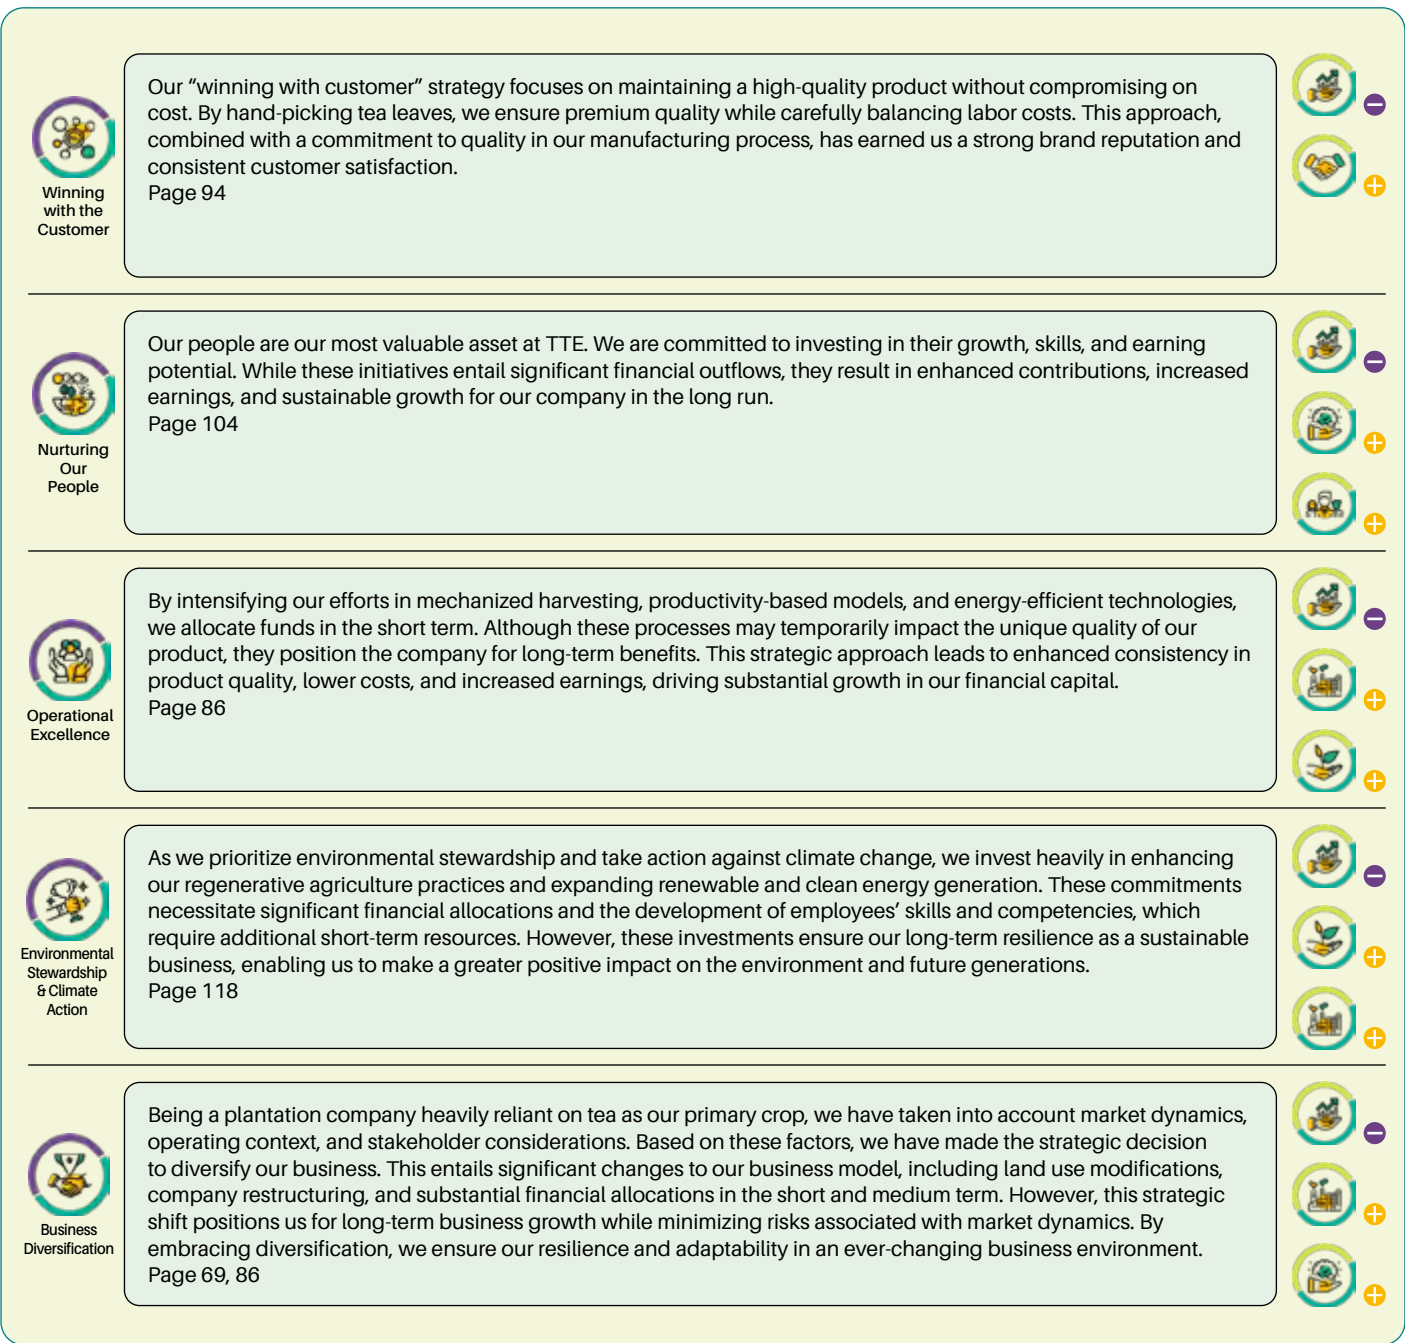 Winning
with the
Customer
Our “winning with customer” strategy focuses on maintaining a high-quality product without compromising on
cost. By hand-picking tea leaves, we ensure premium quality while carefully balancing labor costs. This approach,
combined with a commitment to quality in our manufacturing process, has earned us a strong brand reputation and
consistent customer satisfaction.
Page 94
Nurturing
Our
People
Our people are our most valuable asset at TTE. We are committed to investing in their growth, skills, and earning
potential. While these initiatives entail significant financial outflows, they result in enhanced contributions, increased
earnings, and sustainable growth for our company in the long run.
Page 104
Operational
Excellence
By intensifying our efforts in mechanized harvesting, productivity-based models, and energy-efficient technologies,
we allocate funds in the short term. Although these processes may temporarily impact the unique quality of our
product, they position the company for long-term benefits. This strategic approach leads to enhanced consistency in
product quality, lower costs, and increased earnings, driving substantial growth in our financial capital.
Page 86
Environmental
Stewardship
& Climate
Action
As we prioritize environmental stewardship and take action against climate change, we invest heavily in enhancing
our regenerative agriculture practices and expanding renewable and clean energy generation. These commitments
necessitate significant financial allocations and the development of employees’ skills and competencies, which
require additional short-term resources. However, these investments ensure our long-term resilience as a sustainable
business, enabling us to make a greater positive impact on the environment and future generations.
Page 118
Business
Diversification
Being a plantation company heavily reliant on tea as our primary crop, we have taken into account market dynamics,
operating context, and stakeholder considerations. Based on these factors, we have made the strategic decision
to diversify our business. This entails significant changes to our business model, including land use modifications,
company restructuring, and substantial financial allocations in the short and medium term. However, this strategic
shift positions us for long-term business growth while minimizing risks associated with market dynamics. By
embracing diversification, we ensure our resilience and adaptability in an ever-changing business environment.
Page 69, 86